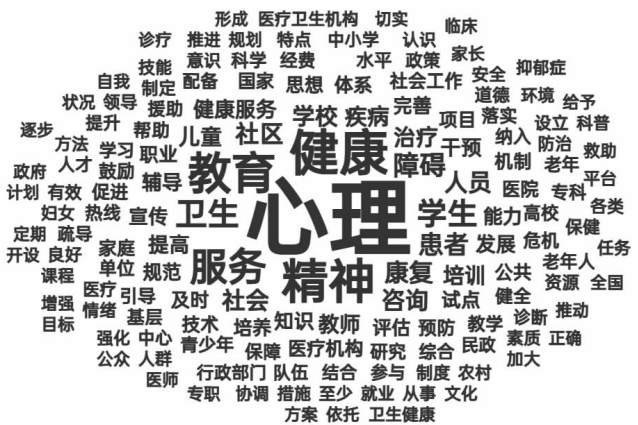 形成 医疗卫生机构 切实 临床
诊疗 推进 规划 特点 中小学 认识 家长
技能 意识 科学 经费 水平 政策 抑郁症
自我 制定 配备 国家 思想 体系 社会工作 安全
状况 领导 援助 健康服务 学校 疾病 完善 道德 环境 给予
逐步 提升 帮助 儿童 社区 健康 治疗 项目 落实 设立 科普
方法 学习 职业 教育 障碍 干预 纳入 防治 救助
政府 人才 鼓励 辅导 人员 机制 老年 平台
计划 有效 促进 卫生 心理 学生 医院 专科 各类
妇女 热线 宣传 能力 高校 保健
定期 疏导 家庭 提高 患者 发展 危机 任务
开设 良好 单位 规范 服务 精神 康复 培训 公共 老年人
课程 医疗 引导 及时 社会 咨询 试点 健全 资源 全国
增强 情绪 基层 技术 培养 知识 教师 评估 预防 教学 诊断 推动
目标 强化 中心 青少年 保障 医疗机构 研究 综合 民政 素质 正确
公众 人群 行政部门 队伍 结合 参与 制度 农村 加大
医师 专职 协调 措施 至少 就业 从事 文化
方案 依托 卫生健康